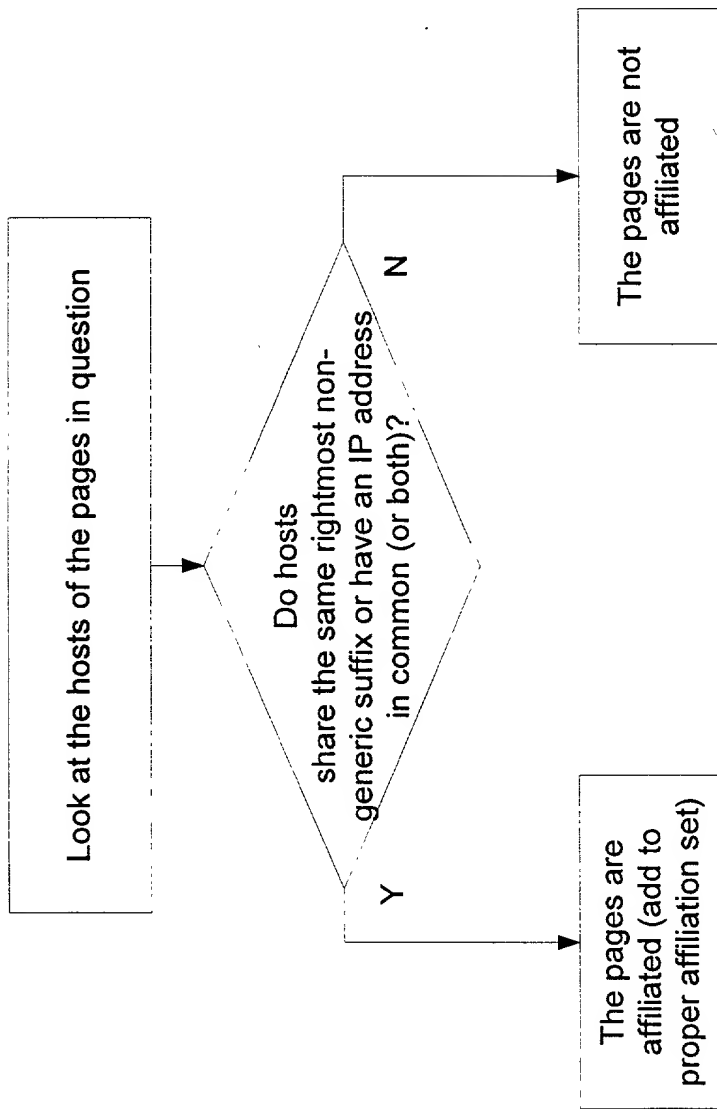 Look at the hosts of the pages in question
Do hosts
share the same rightmost non-
generic suffix or have an IP address
in common (or both)?
Y
N
The pages are
affiliated (add to
proper affiliation set)
The pages are not
affiliated